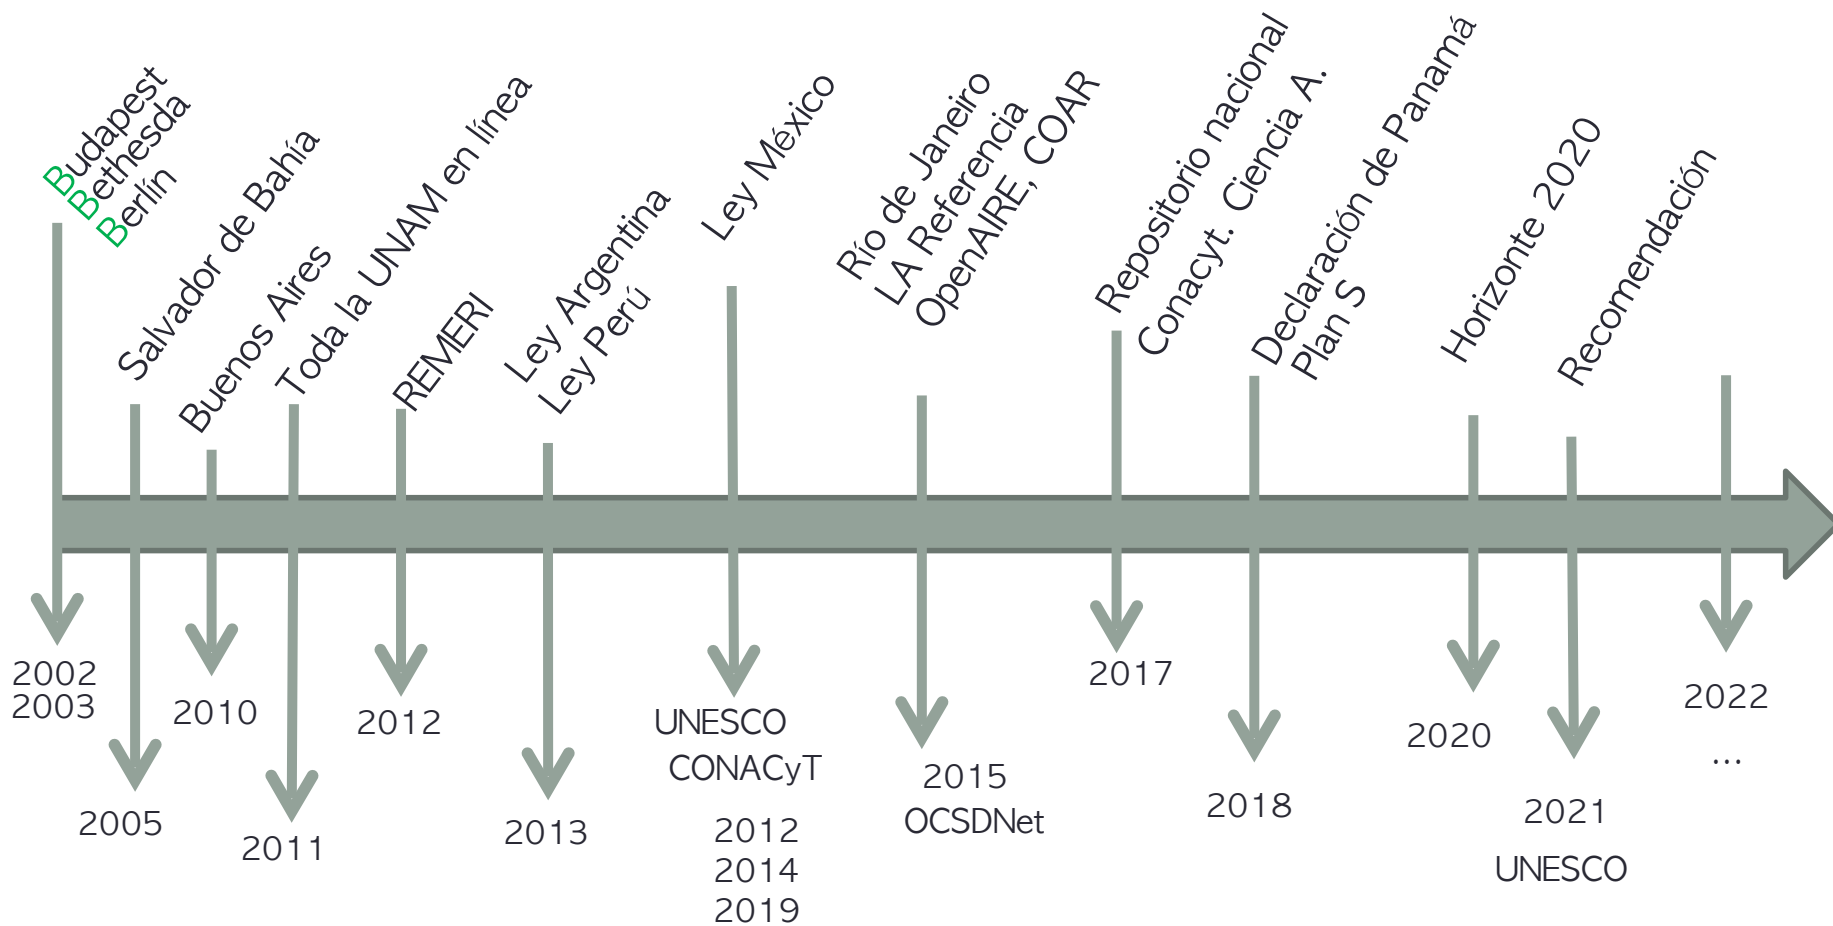 Budapest
Bethesda
Berlín
Salvador de Bahía
Buenos Aires
Toda la UNAM en línea
REMERI
Ley Argentina
Ley Perú
Ley México
Río de Janeiro
LA Referencia
OpenAIRE, COAR
Repositorio nacional
Conacyt. Ciencia A.
Declaración de Panamá
Plan S
Horizonte 2020
Recomendación
2002
2003
2005
2010
2011
2012
2013
UNESCO
CONACyT
2012
2014
2019
2015
OCSDNet
2017
2018
2020
2021
UNESCO
2022
...